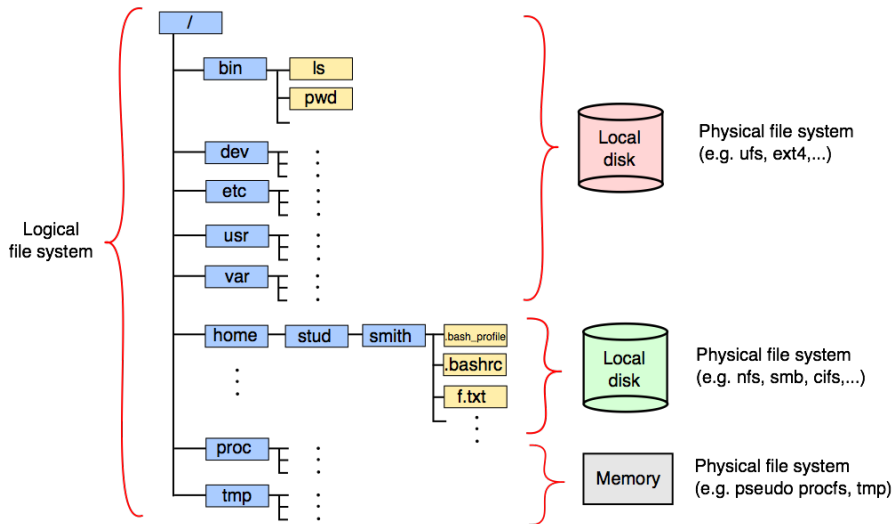 /
bin
ls
pwd
dev
etc
usr
var
Logical
file system
home
stud
smith
.bash_profile
.bashrc
f.txt
proc
tmp
Local
disk
Physical file system
(e.g. ufs, ext4,...)
Local
disk
Physical file system
(e.g. nfs, smb, cifs,...)
Memory
Physical file system
(e.g. pseudo procfs, tmp)